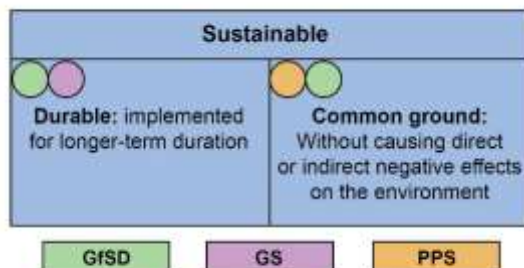 Sustainable
Durable: implemented
for longer-term duration
Common ground:
Without causing direct
or indirect negative effects
on the environment
GfSD
GS
PPS